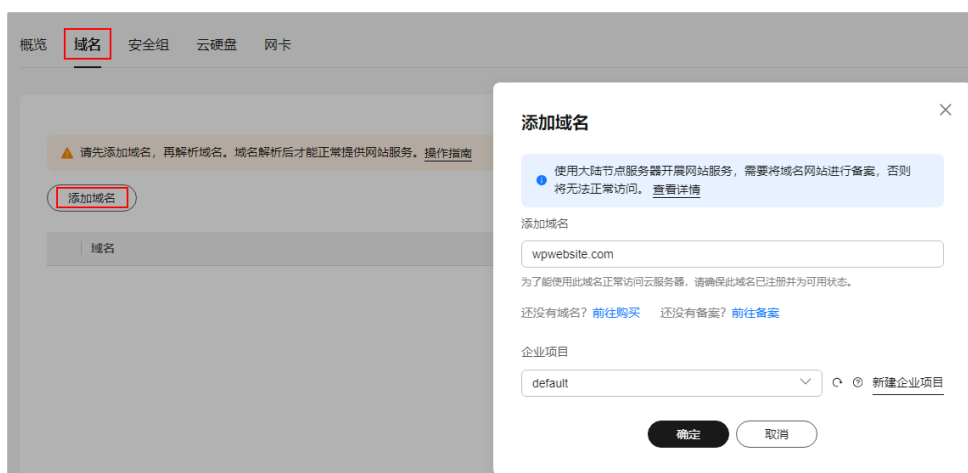 概览 域名 安全组 云硬盘 网卡
请先添加域名，再解析域名。域名解析后才能正常提供网站服务。操作指南
添加域名
域名
添加域名
使用大陆节点服务器开展网站服务，需要将域名网站进行备案，否则
将无法正常访问。 查看详情
添加域名
wpwebsite.com
为了能使用此域名正常访问云服务器，请确保此域名已注册并为可用状态。
还没有域名？前往购买 还没有备案？前往备案
企业项目
default 新建企业项目
确定 取消